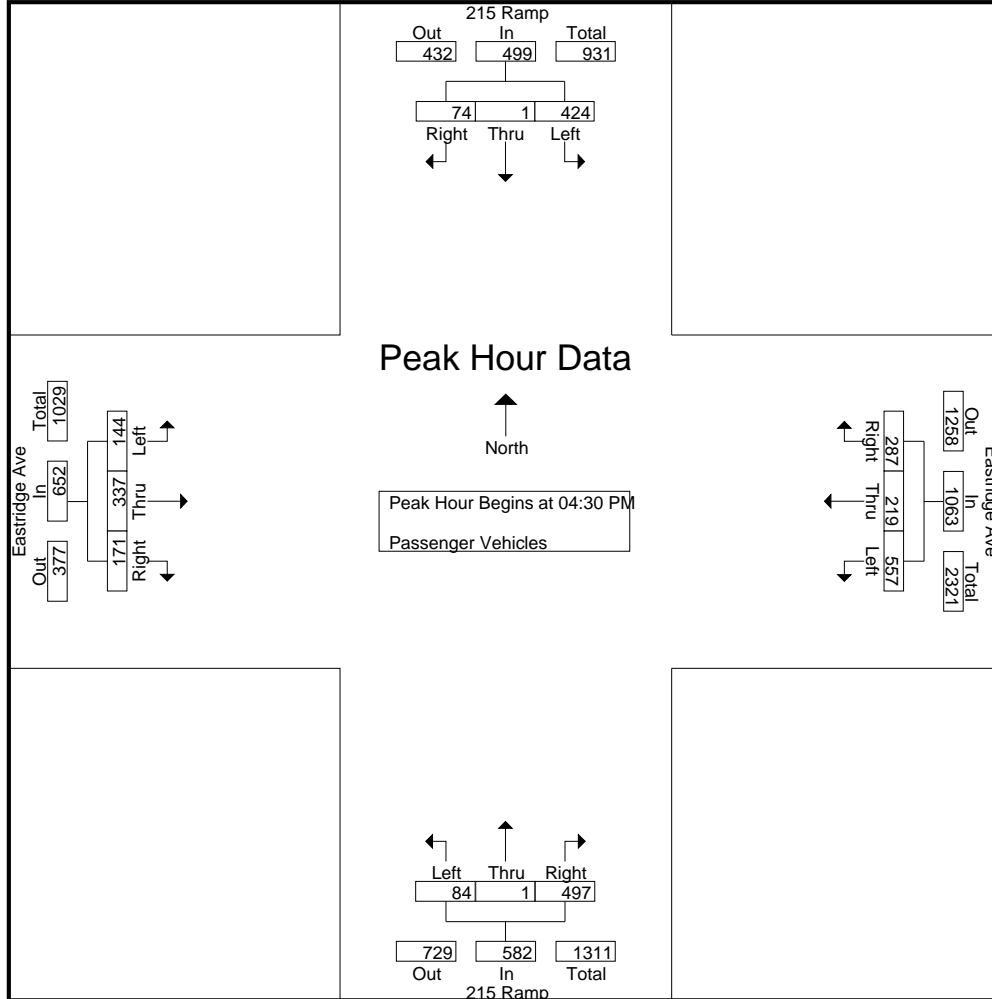 215 Ramp
Out In Total
432 499 931
74 1 424
Right Thru Left
Peak Hour Data
North
Peak Hour Begins at 04:30 PM
Passenger Vehicles
Eastridge Ave
Total In Out
1029 652 377
144 337 171
Left Thru Right
Right Thru Left
287 219 557
Out In Total
1258 1063 2321
Eastridge Ave
Left Thru Right
84 1 497
729 582 1311
Out In Total
215 Ramp